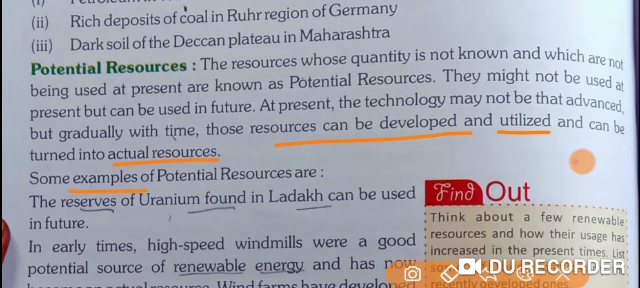 (ii) Rich deposits of coal in Ruhr region of Germany
(iii) Dark soil of the Deccan plateau in Maharashtra
Potential Resources : The resources whose quantity is not known and which are not
being used at present are known as Potential Resources. They might not be used at
present but can be used in future. At present, the technology may not be that advanced,
but gradually with time, those resources can be developed and utilized and can be
turned into actual resources.
Some examples of Potential Resources are :
The reserves of Uranium found in Ladakh can be used
in future.
In early times, high-speed windmills were a good
potential source of renewable energy and has now
Wind farms have developed
Find Out
Think about a few renewable
resources and how their usage has
increased in the present times. List
recently developed ones.
DU RECORDER